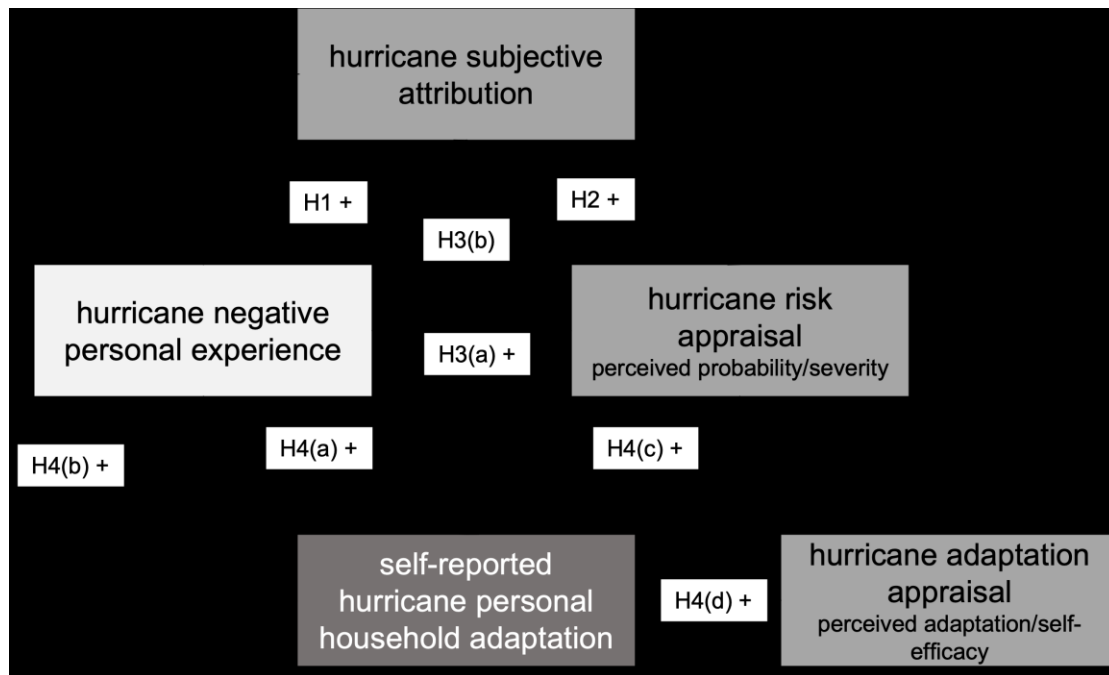 hurricane subjective
attribution
H1 +
H2 +
H3(b)
hurricane negative
personal experience
hurricane risk
appraisal
perceived probability/severity
H3(a) +
H4(b) +
H4(a) +
H4(c) +
self-reported
hurricane personal
household adaptation
H4(d) +
hurricane adaptation
appraisal
perceived adaptation/self-
efficacy